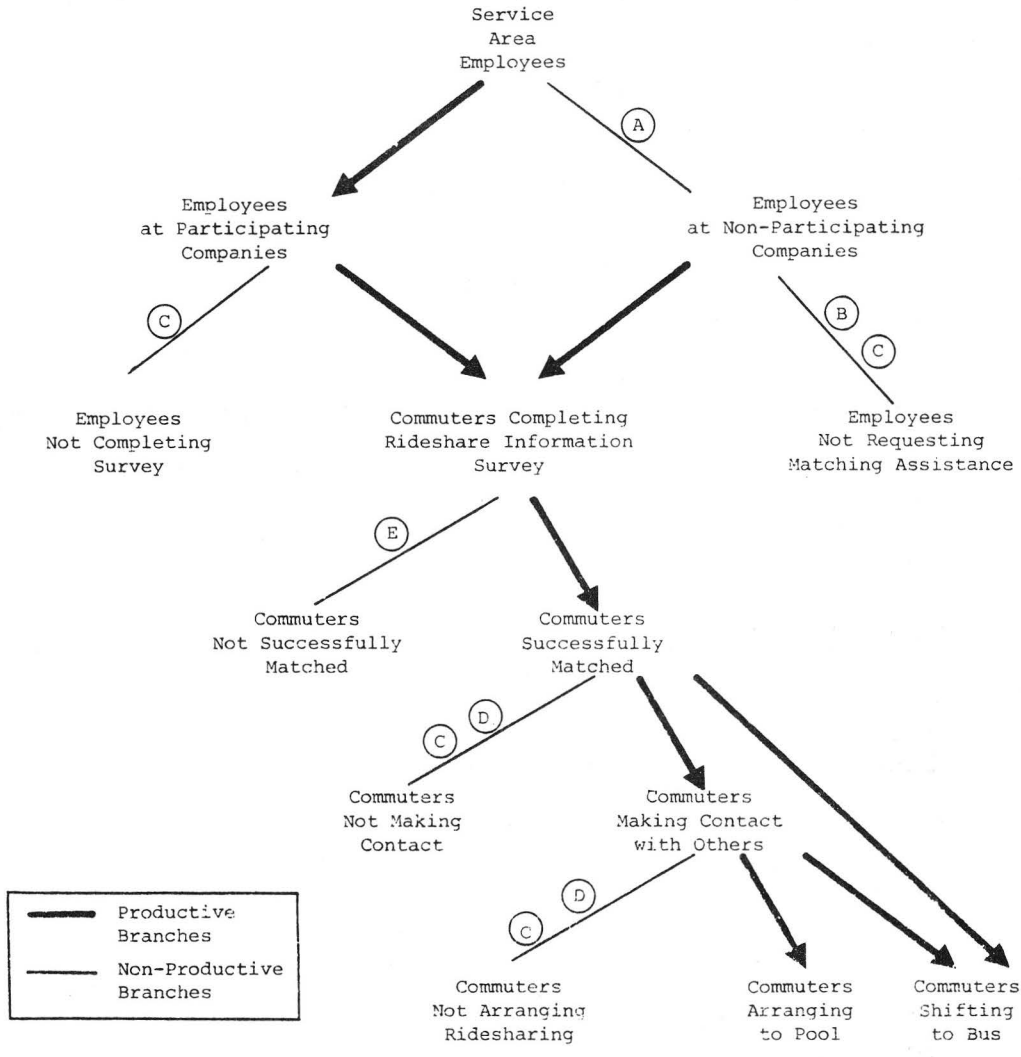 Service
Area
Employees
A
Employees
at Participating
Companies
Employees
at Non-Participating
Companies
C
B
C
Employees
Not Completing
Survey
Commuters Completing
Rideshare Information
Survey
Employees
Not Requesting
Matching Assistance
E
Commuters
Not Successfully
Matched
Commuters
Successfully
Matched
C
D
Commuters
Not Making
Contact
Commuters
Making Contact
with Others
C
D
Productive
Branches
Non-Productive
Branches
Commuters
Not Arranging
Ridesharing
Commuters
Arranging
to Pool
Commuters
Shifting
to Bus